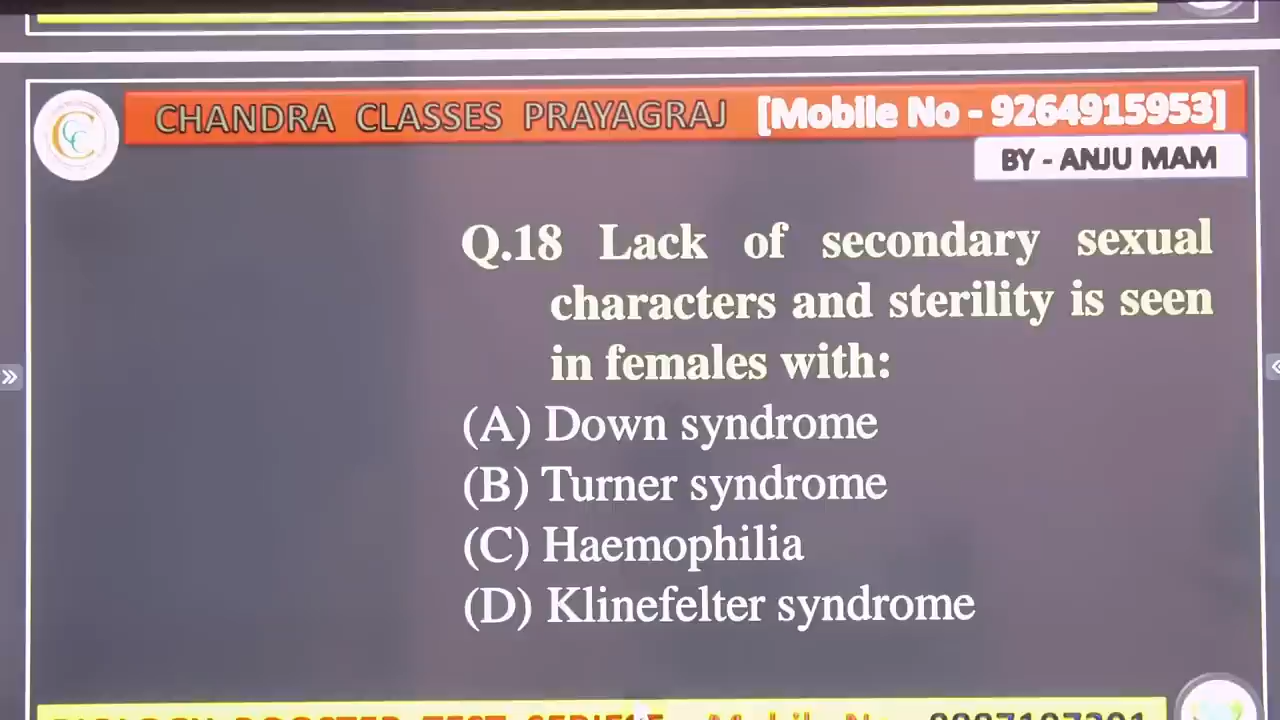 CHANDRA CLASSES PRAYAGRAJ [Mobile No - 9264915953]
BY - ANJU MAM
Q.18 Lack of secondary sexual
characters and sterility is seen
in females with:
(A) Down syndrome
(B) Turner syndrome
(C) Haemophilia
(D) Klinefelter syndrome